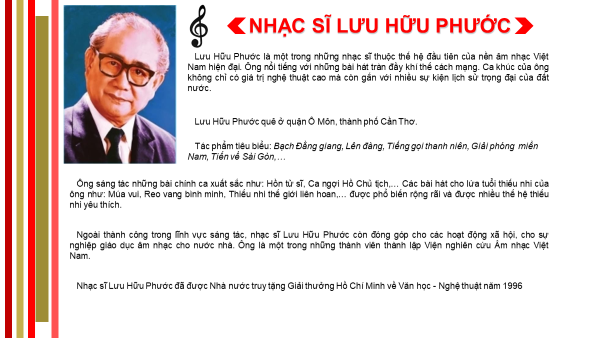 NHẠC SĨ LƯU HỮU PHƯỚC
Lưu Hữu Phước là một trong những nhạc sĩ thuộc thế hệ đầu tiên của nền âm nhạc Việt
Nam hiện đại. Ông nổi tiếng với những bài hát tràn đầy khí thế cách mạng. Ca khúc của ông
không chỉ có giá trị nghệ thuật cao mà còn gắn với nhiều sự kiện lịch sử trọng đại của đất
nước.
Lưu Hữu Phước quê ở quận Ô Môn, thành phố Cần Thơ.
Tác phẩm tiêu biểu: Bạch Đằng giang, Lên đàng, Tiếng gọi thanh niên, Giải phóng miền
Nam, Tiến về Sài Gòn,…
Ông sáng tác những bài chính ca xuất sắc như: Hồn tử sĩ, Ca ngợi Hồ Chủ tịch,… Các bài hát cho lứa tuổi thiếu nhi của
ông như: Múa vui, Reo vang bình minh, Thiếu nhi thế giới liên hoan,… được phổ biến rộng rãi và được nhiều thế hệ thiếu
nhi yêu thích.
Ngoài thành công trong lĩnh vực sáng tác, nhạc sĩ Lưu Hữu Phước còn đóng góp cho các hoạt động xã hội, cho sự
nghiệp giáo dục âm nhạc cho nước nhà. Ông là một trong những thành viên thành lập Viện nghiên cứu Âm nhạc Việt
Nam.
Nhạc sĩ Lưu Hữu Phước đã được Nhà nước truy tặng Giải thưởng Hồ Chí Minh về Văn học - Nghệ thuật năm 1996